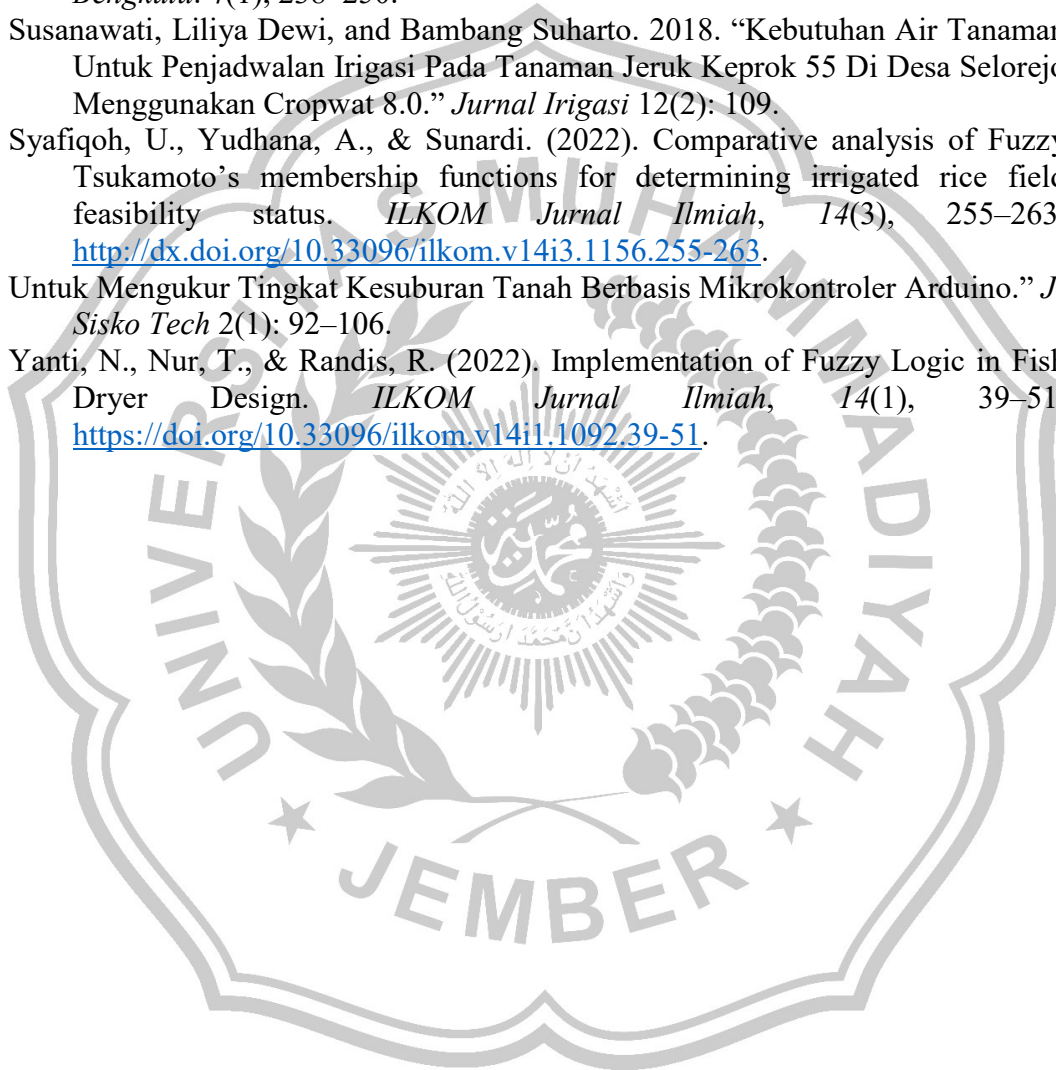 Bengkulu. 4(1), 238–250.
Susanawati, Liliya Dewi, and Bambang Suharto. 2018. “Kebutuhan Air Tanaman
Untuk Penjadwalan Irigasi Pada Tanaman Jeruk Keprok 55 Di Desa Selorejo
Menggunakan Cropwat 8.0.” Jurnal Irigasi 12(2): 109.
Syafiqoh, U., Yudhana, A., & Sunardi. (2022). Comparative analysis of Fuzzy
Tsukamoto’s membership functions for determining irrigated rice field
feasibility status. ILKOM Jurnal Ilmiah, 14(3), 255–263
http://dx.doi.org/10.33096/ilkom.v14i3.1156.255-263.
Untuk Mengukur Tingkat Kesuburan Tanah Berbasis Mikrokontroler Arduino.” J
Sisko Tech 2(1): 92–106.
Yanti, N., Nur, T., & Randis, R. (2022). Implementation of Fuzzy Logic in Fish
Dryer Design. ILKOM Jurnal Ilmiah, 14(1), 39–51
https://doi.org/10.33096/ilkom.v14i1.1092.39-51.
UNIVERSITAS MUHAMMADIYAH
JEMBER